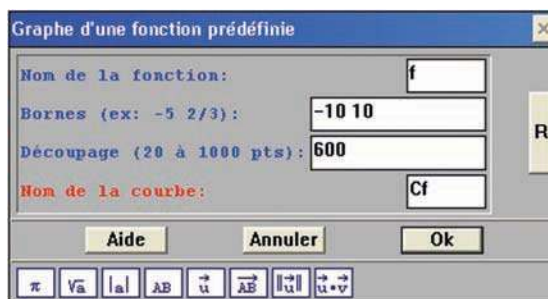 Graphe d'une fonction prédéfinie
Nom de la fonction: f
Bornes (ex: -5 2/3): -10 10
Découpage (20 à 1000 pts): 600
R
Nom de la courbe: Cf
Aide Annuler Ok
π √a |a| AB u⃗ AB⃗ ||u⃗|| u⃗•v⃗